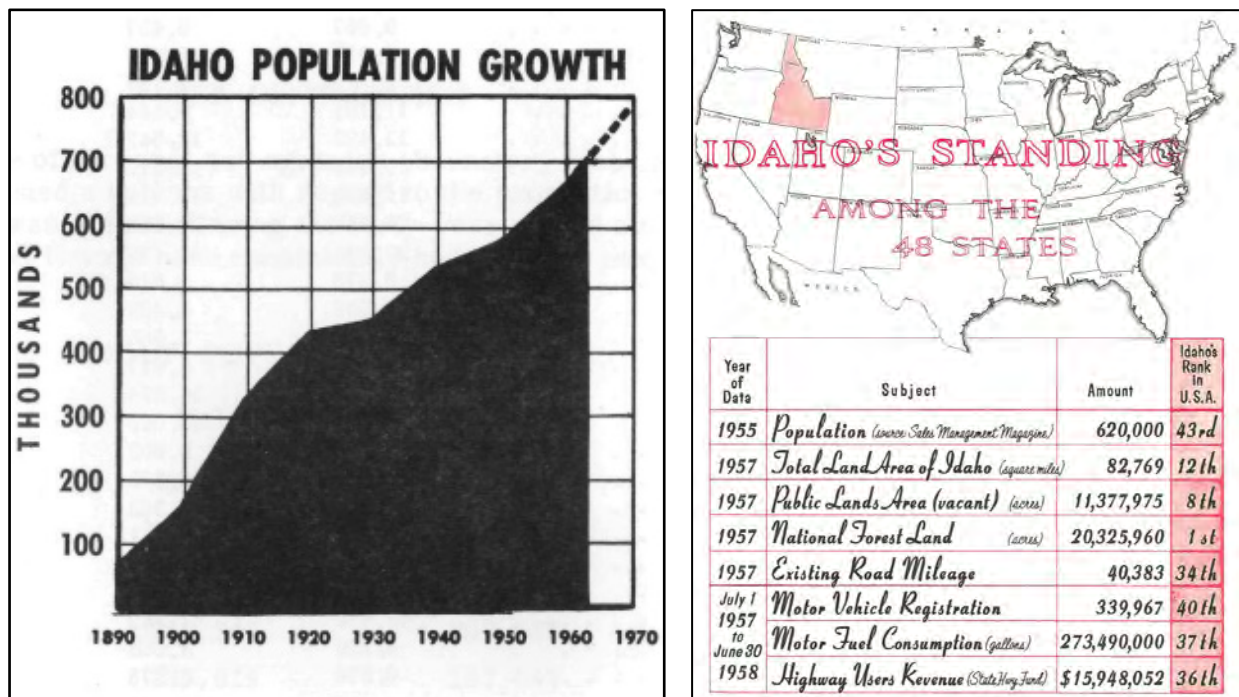 IDAHO POPULATION GROWTH
THOUSANDS
800
700
600
500
400
300
200
100
1890 1900 1910 1920 1930 1940 1950 1960 1970
IDAHO'S STANDING
AMONG THE
48 STATES
MEXICO
Year of Data Subject Amount Idaho's Rank in U.S.A.
1955 Population (source: Sales Management Magazine) 620,000 43rd
1957 Total Land Area of Idaho (square miles) 82,769 12th
1957 Public Lands Area (vacant) (acres) 11,377,975 8th
1957 National Forest Land (acres) 20,325,960 1st
1957 Existing Road Mileage 40,383 34th
July 1 1957 to June 30 1958 Motor Vehicle Registration 339,967 40th
Motor Fuel Consumption (gallons) 273,490,000 37th
Highway Users Revenue (State Hwy. Fund) $15,948,052 36th